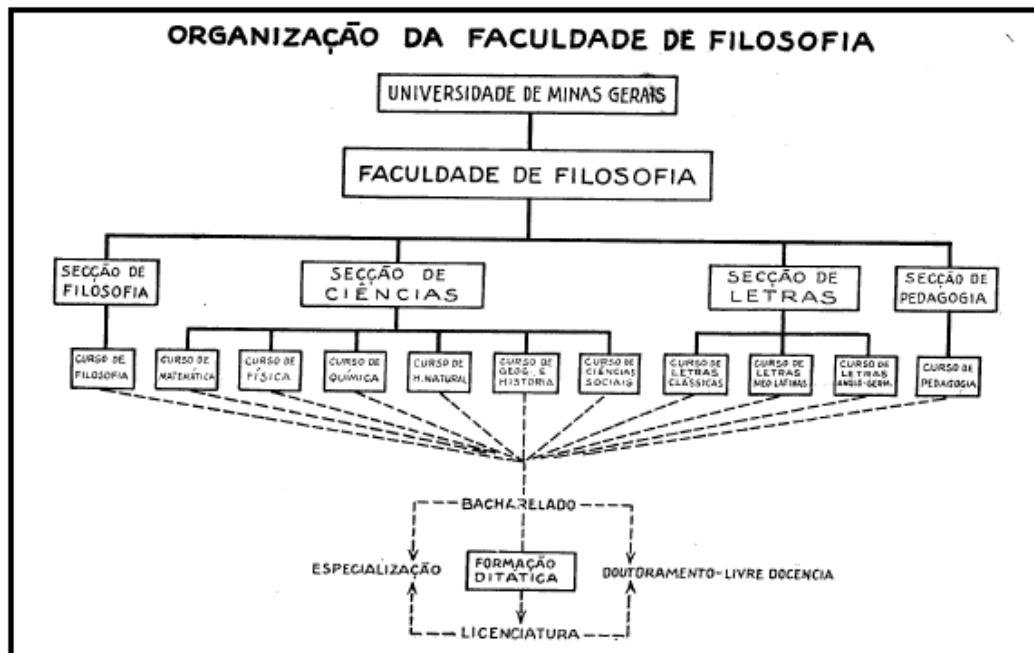 ORGANIZAÇÃO DA FACULDADE DE FILOSOFIA
UNIVERSIDADE DE MINAS GERAIS
FACULDADE DE FILOSOFIA
SECÇÃO DE
FILOSOFIA
SECÇÃO DE
CIÊNCIAS
SECÇÃO DE
LETRAS
SECÇÃO DE
PEDAGOGIA
CURSO DE
FILOSOFIA
CURSO DE
MATEMÁTICA
CURSO DE
FÍSICA
CURSO DE
QUÍMICA
CURSO DE
H. NATURAL
CURSO DE
GEOG. E
HISTORIA
CURSO DE
CIÊNCIAS
SOCIAIS
CURSO DE
LETRAS
CLÁSSICAS
CURSO DE
LETRAS
NEO LATINAS
CURSO DE
LETRAS
ANGLO-GERM.
CURSO DE
PEDAGOGIA
BACHARELADO
ESPECIALIZAÇÃO
FORMAÇÃO
DITÁTICA
DOUTORAMENTO-LIVRE DOCENCIA
LICENCIATURA